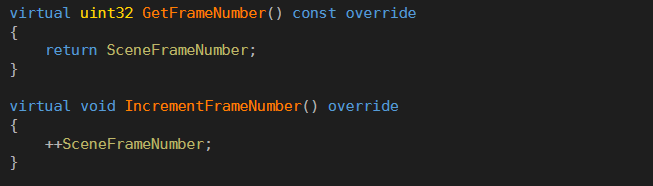 virtual uint32 GetFrameNumber() const override
{
    return SceneFrameNumber;
}

virtual void IncrementFrameNumber() override
{
    ++SceneFrameNumber;
}